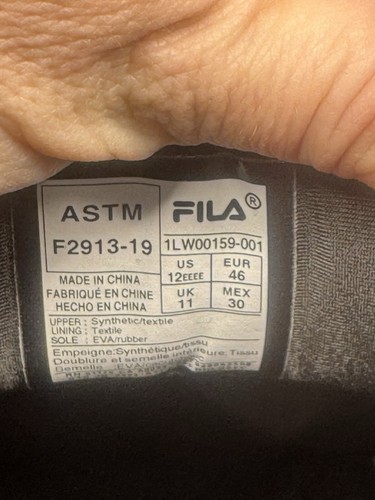 ASTM
F2913-19
FILA®
1LW00159-001
US
12EEEE
EUR
46
UK
11
MEX
30
MADE IN CHINA
FABRIQUÉ EN CHINE
HECHO EN CHINA
UPPER : Synthetic/textile
LINING : Textile
SOLE : EVA/rubber
Empeigne:Synthétique/tissu
Doublure et semelle intérieure:Tissu
Semelle